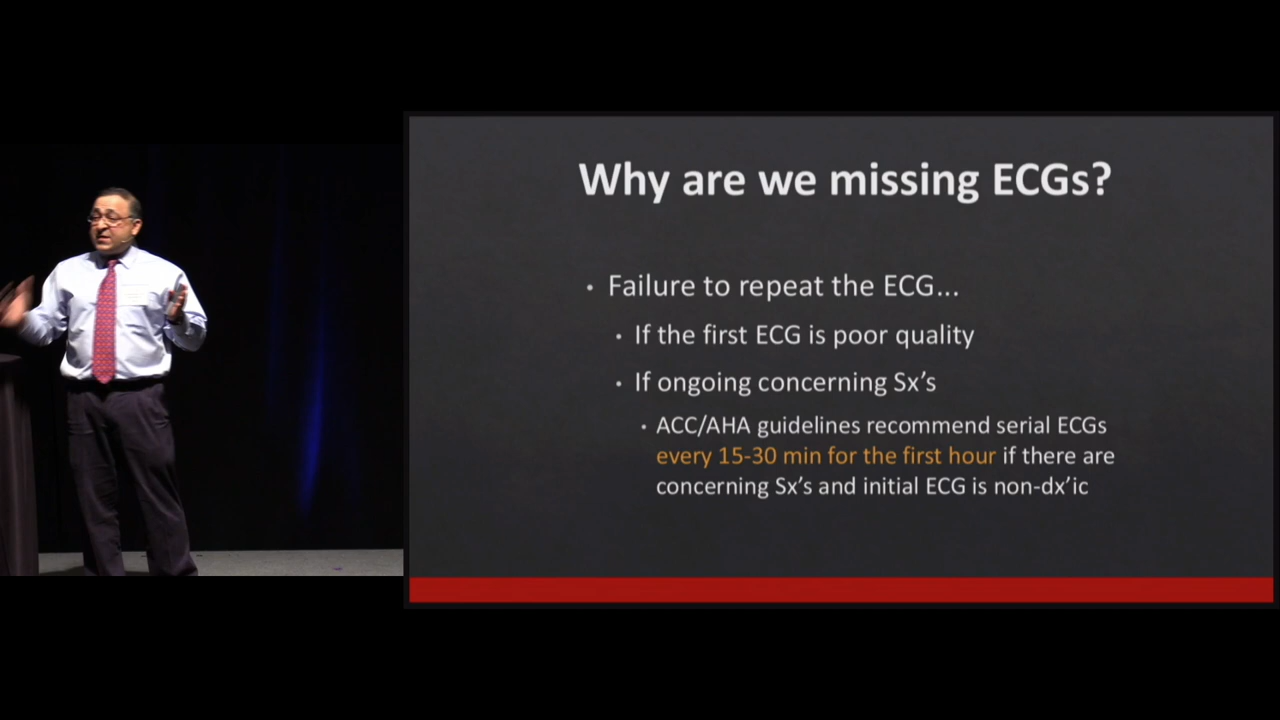 Why are we missing ECGs?
• Failure to repeat the ECG...
• If the first ECG is poor quality
• If ongoing concerning Sx’s
• ACC/AHA guidelines recommend serial ECGs
every 15-30 min for the first hour if there are
concerning Sx’s and initial ECG is non-dx’ic